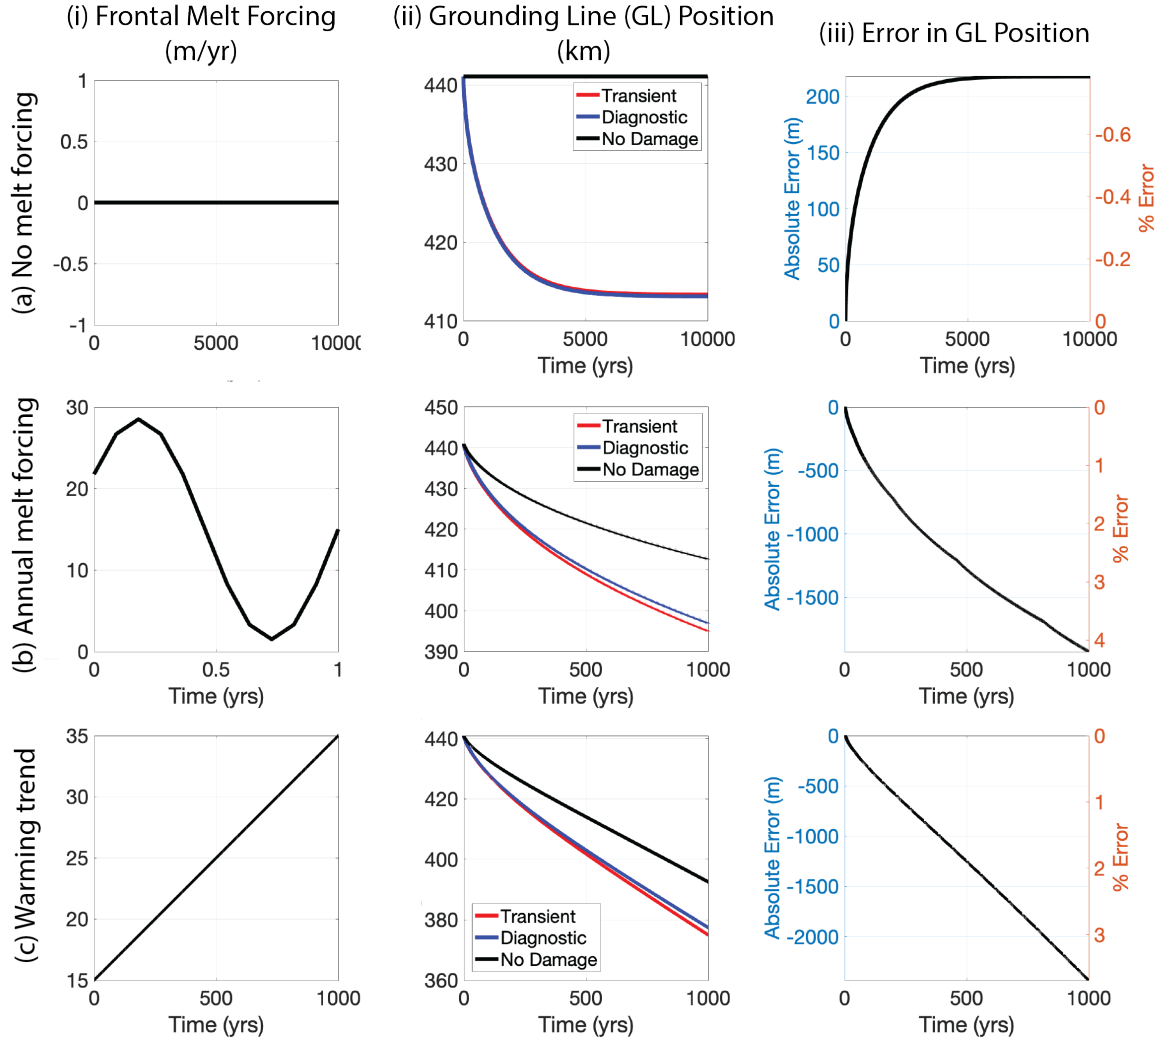 (i) Frontal Melt Forcing
(m/yr)
(ii) Grounding Line (GL) Position
(km)
(iii) Error in GL Position
(a) No melt forcing
1
0.5
0
-0.5
-1
0
5000
1000
440
430
420
410
Transient
Diagnostic
No Damage
0
5000
10000
Time (yrs)
Absolute Error (m)
200
150
100
50
0
0
5000
10000
Time (yrs)
-0.6
-0.4
-0.2
0
% Error
(b) Annual melt forcing
30
20
10
0
0
0.5
1
Time (yrs)
450
440
430
420
410
400
390
Transient
Diagnostic
No Damage
0
500
1000
Time (yrs)
Absolute Error (m)
0
-500
-1000
-1500
0
500
1000
Time (yrs)
0
1
2
3
4
% Error
(c) Warming trend
35
30
25
20
15
0
500
1000
Time (yrs)
440
420
400
380
360
Transient
Diagnostic
No Damage
0
500
1000
Time (yrs)
Absolute Error (m)
0
-500
-1000
-1500
-2000
0
500
1000
Time (yrs)
0
1
2
3
% Error